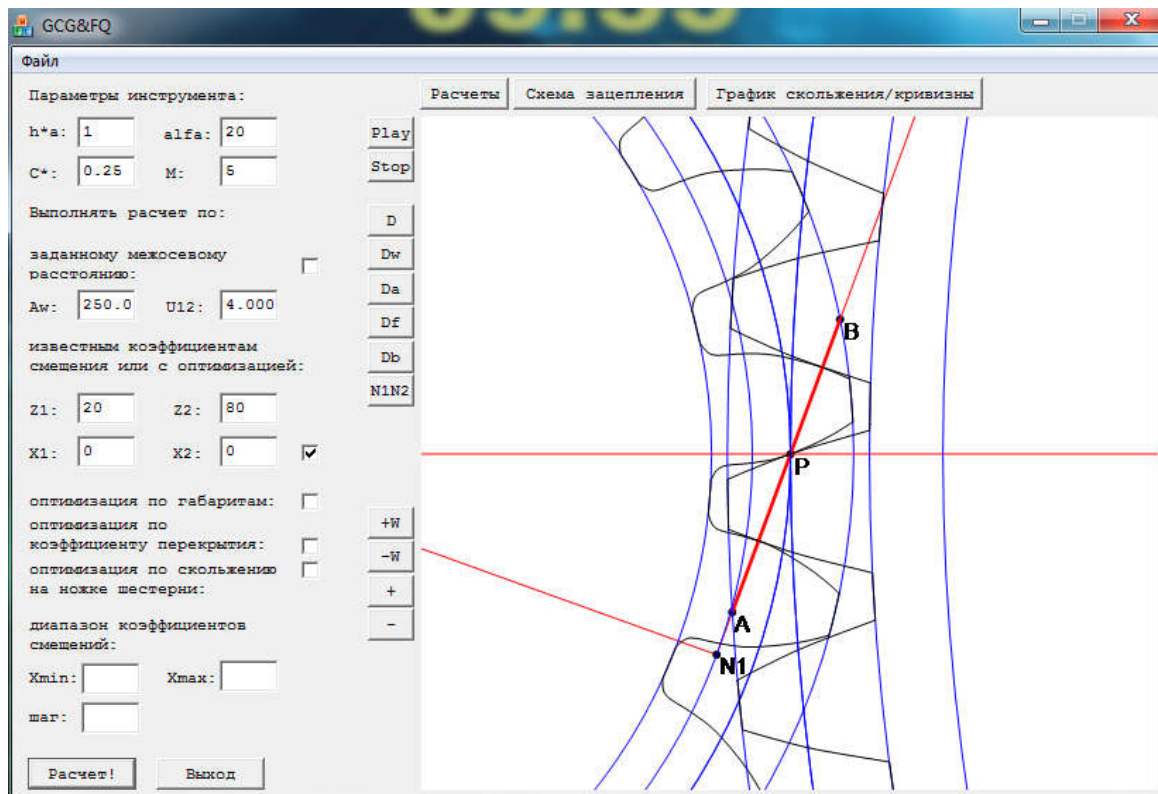 GCG&FQ
Файл
Параметры инструмента:
h*a: 1 alfa: 20
C*: 0.25 M: 5
Выполнять расчет по:
заданному межосевому
расстоянию:
Aw: 250.0 U12: 4.000
известным коэффициентам
смещения или с оптимизацией:
Z1: 20 Z2: 80
X1: 0 X2: 0
оптимизация по габаритам:
оптимизация по
коэффициенту перекрытия:
оптимизация по скольжению
на ножке шестерни:
диапазон коэффициентов
смещений:
Xmin: Xmax:
шаг:
Расчет! Выход
Play
Stop
D
Dw
Da
Df
Db
N1N2
+W
-W
+
-
Расчеты Схема зацепления График скольжения/кривизны
B
P
A
N1